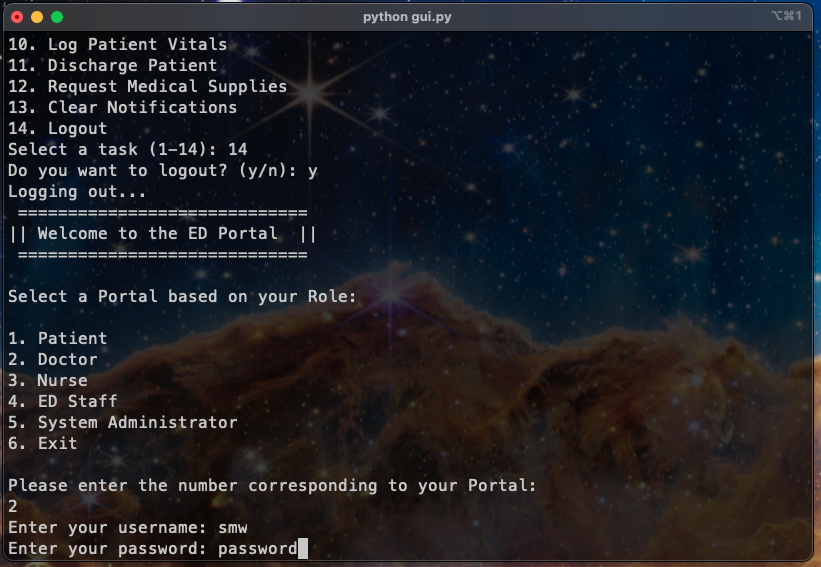 python gui.py
⌥⌘1
10. Log Patient Vitals
11. Discharge Patient
12. Request Medical Supplies
13. Clear Notifications
14. Logout
Select a task (1-14): 14
Do you want to logout? (y/n): y
Logging out...
=============================
|| Welcome to the ED Portal  ||
=============================
Select a Portal based on your Role:
1. Patient
2. Doctor
3. Nurse
4. ED Staff
5. System Administrator
6. Exit
Please enter the number corresponding to your Portal:
2
Enter your username: smw
Enter your password: password